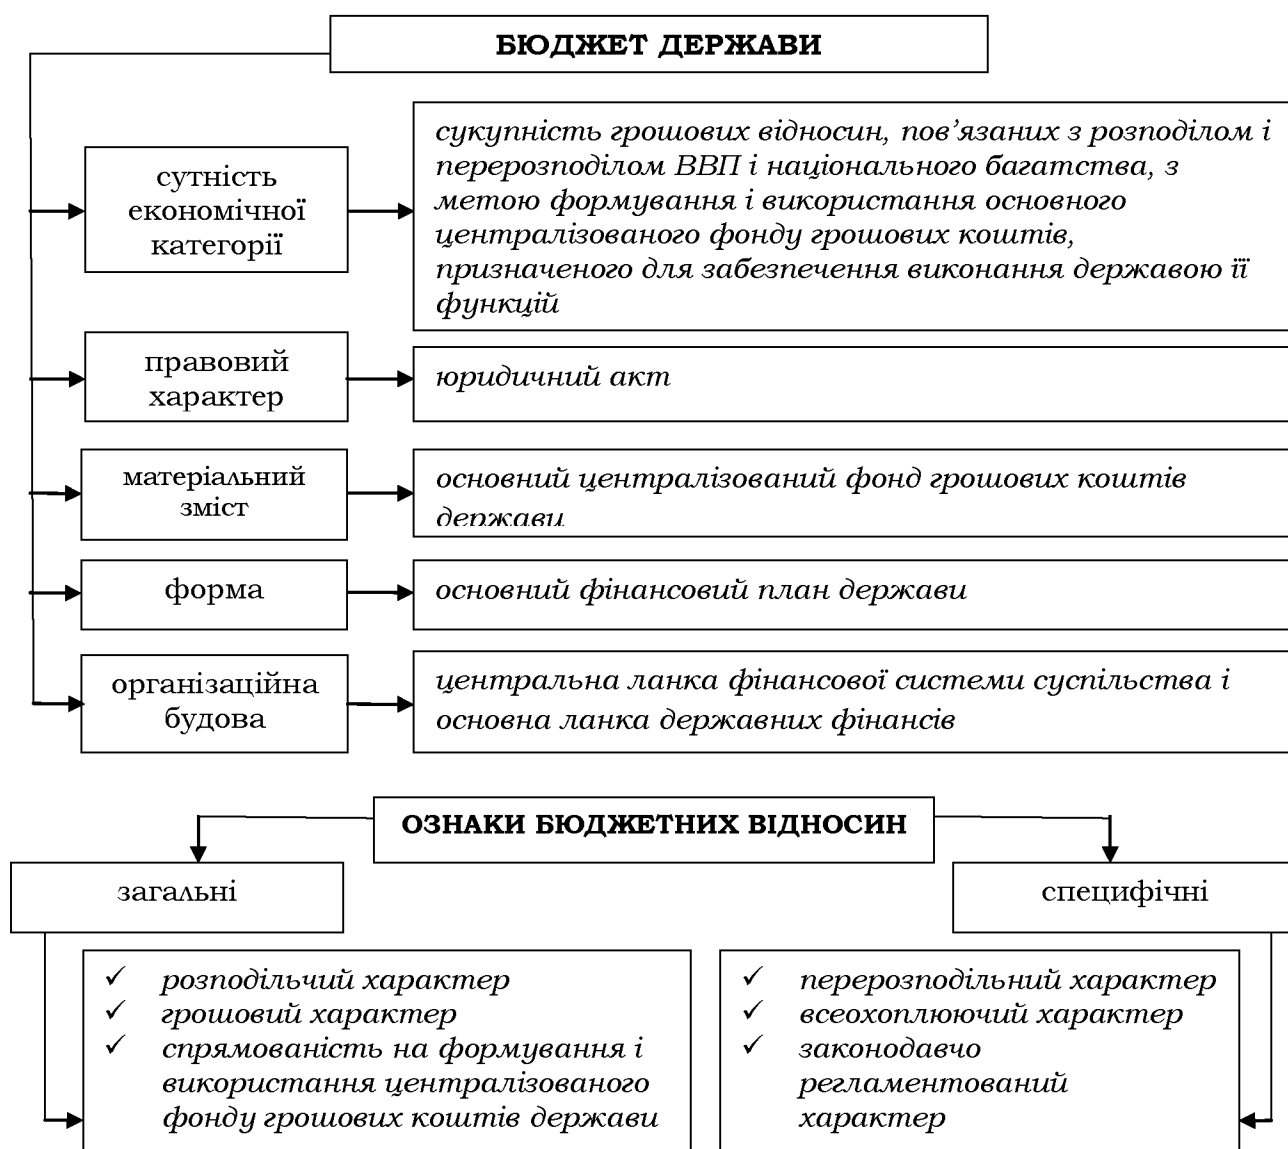 БЮДЖЕТ ДЕРЖАВИ
сутність
економічної
категорії
сукупність грошових відносин, пов’язаних з розподілом і
перерозподілом ВВП і національного багатства, з
метою формування і використання основного
централізованого фонду грошових коштів,
призначеного для забезпечення виконання державою її
функцій
правовий
характер
юридичний акт
матеріальний
зміст
основний централізований фонд грошових коштів
держави
форма
основний фінансовий план держави
організаційна
будова
центральна ланка фінансової системи суспільства і
основна ланка державних фінансів
ОЗНАКИ БЮДЖЕТНИХ ВІДНОСИН
загальні
специфічні
✓ розподільчий характер
✓ грошовий характер
✓ спрямованість на формування і
використання централізованого
фонду грошових коштів держави
✓ перерозподільний характер
✓ всеохоплюючий характер
✓ законодавчо
регламентований
характер